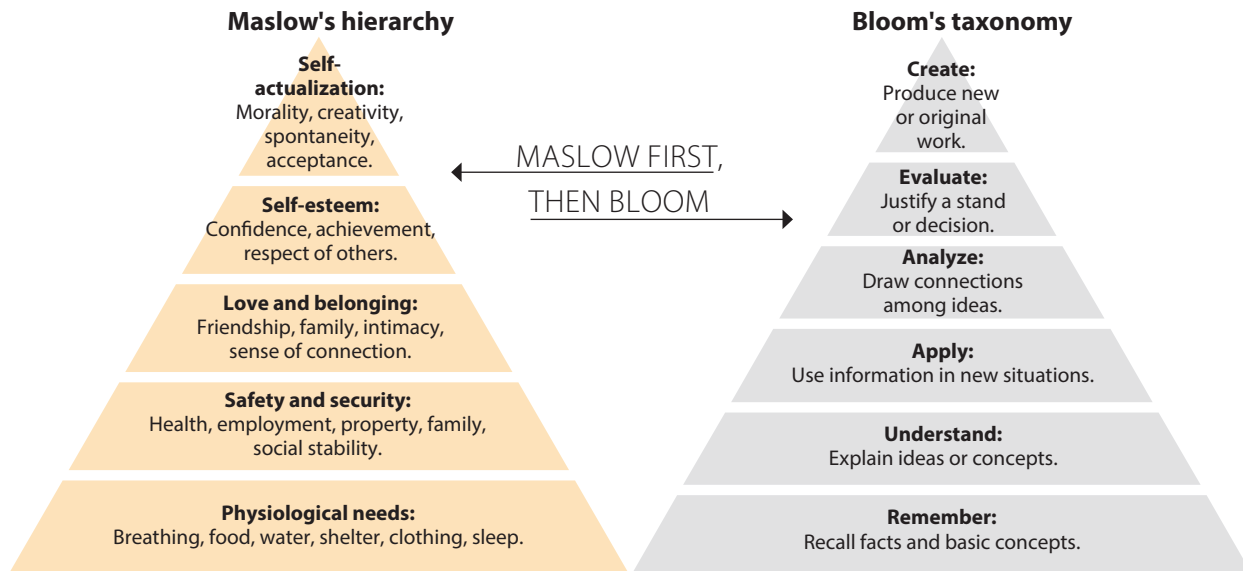 Maslow's hierarchy
Self-
actualization:
Morality, creativity,
spontaneity,
acceptance.
Self-esteem:
Confidence, achievement,
respect of others.
Love and belonging:
Friendship, family, intimacy,
sense of connection.
Safety and security:
Health, employment, property, family,
social stability.
Physiological needs:
Breathing, food, water, shelter, clothing, sleep.
MASLOW FIRST,
THEN BLOOM
Bloom's taxonomy
Create:
Produce new
or original
work.
Evaluate:
Justify a stand
or decision.
Analyze:
Draw connections
among ideas.
Apply:
Use information in new situations.
Understand:
Explain ideas or concepts.
Remember:
Recall facts and basic concepts.